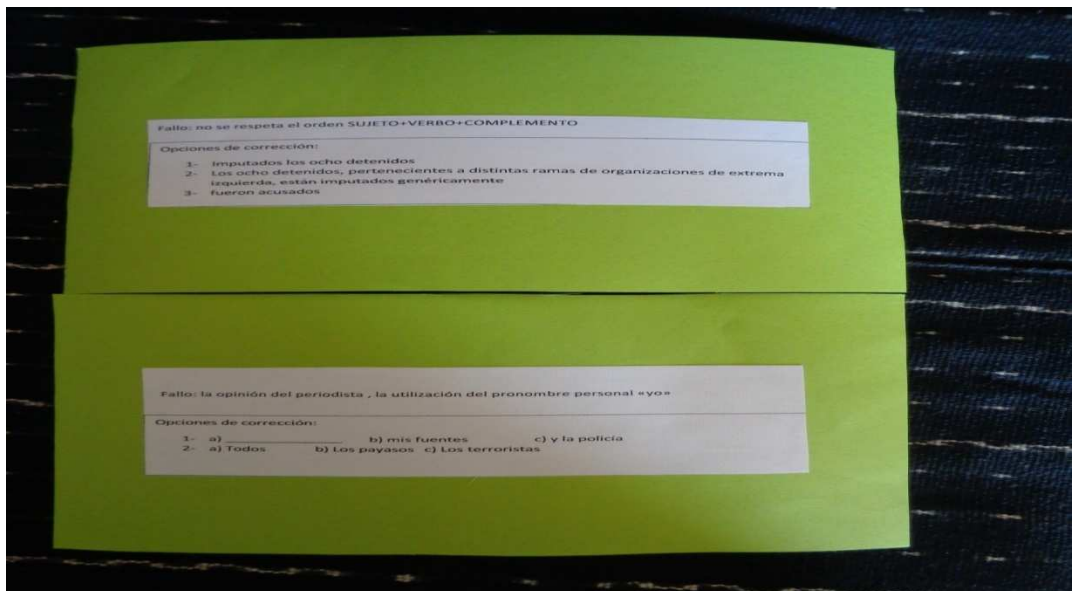 Fallo: no se respeta el orden SUJETO+VERBO+COMPLEMENTO
Opciones de corrección:
1- Imputados los ocho detenidos
2- Los ocho detenidos, pertenecientes a distintas ramas de organizaciones de extrema
izquierda, están imputados genéricamente
3- fueron acusados
Fallo: la opinión del periodista , la utilización del pronombre personal «yo»
Opciones de corrección:
1- a) ____________________ b) mis fuentes c) y la policía
2- a) Todos b) Los payasos c) Los terroristas